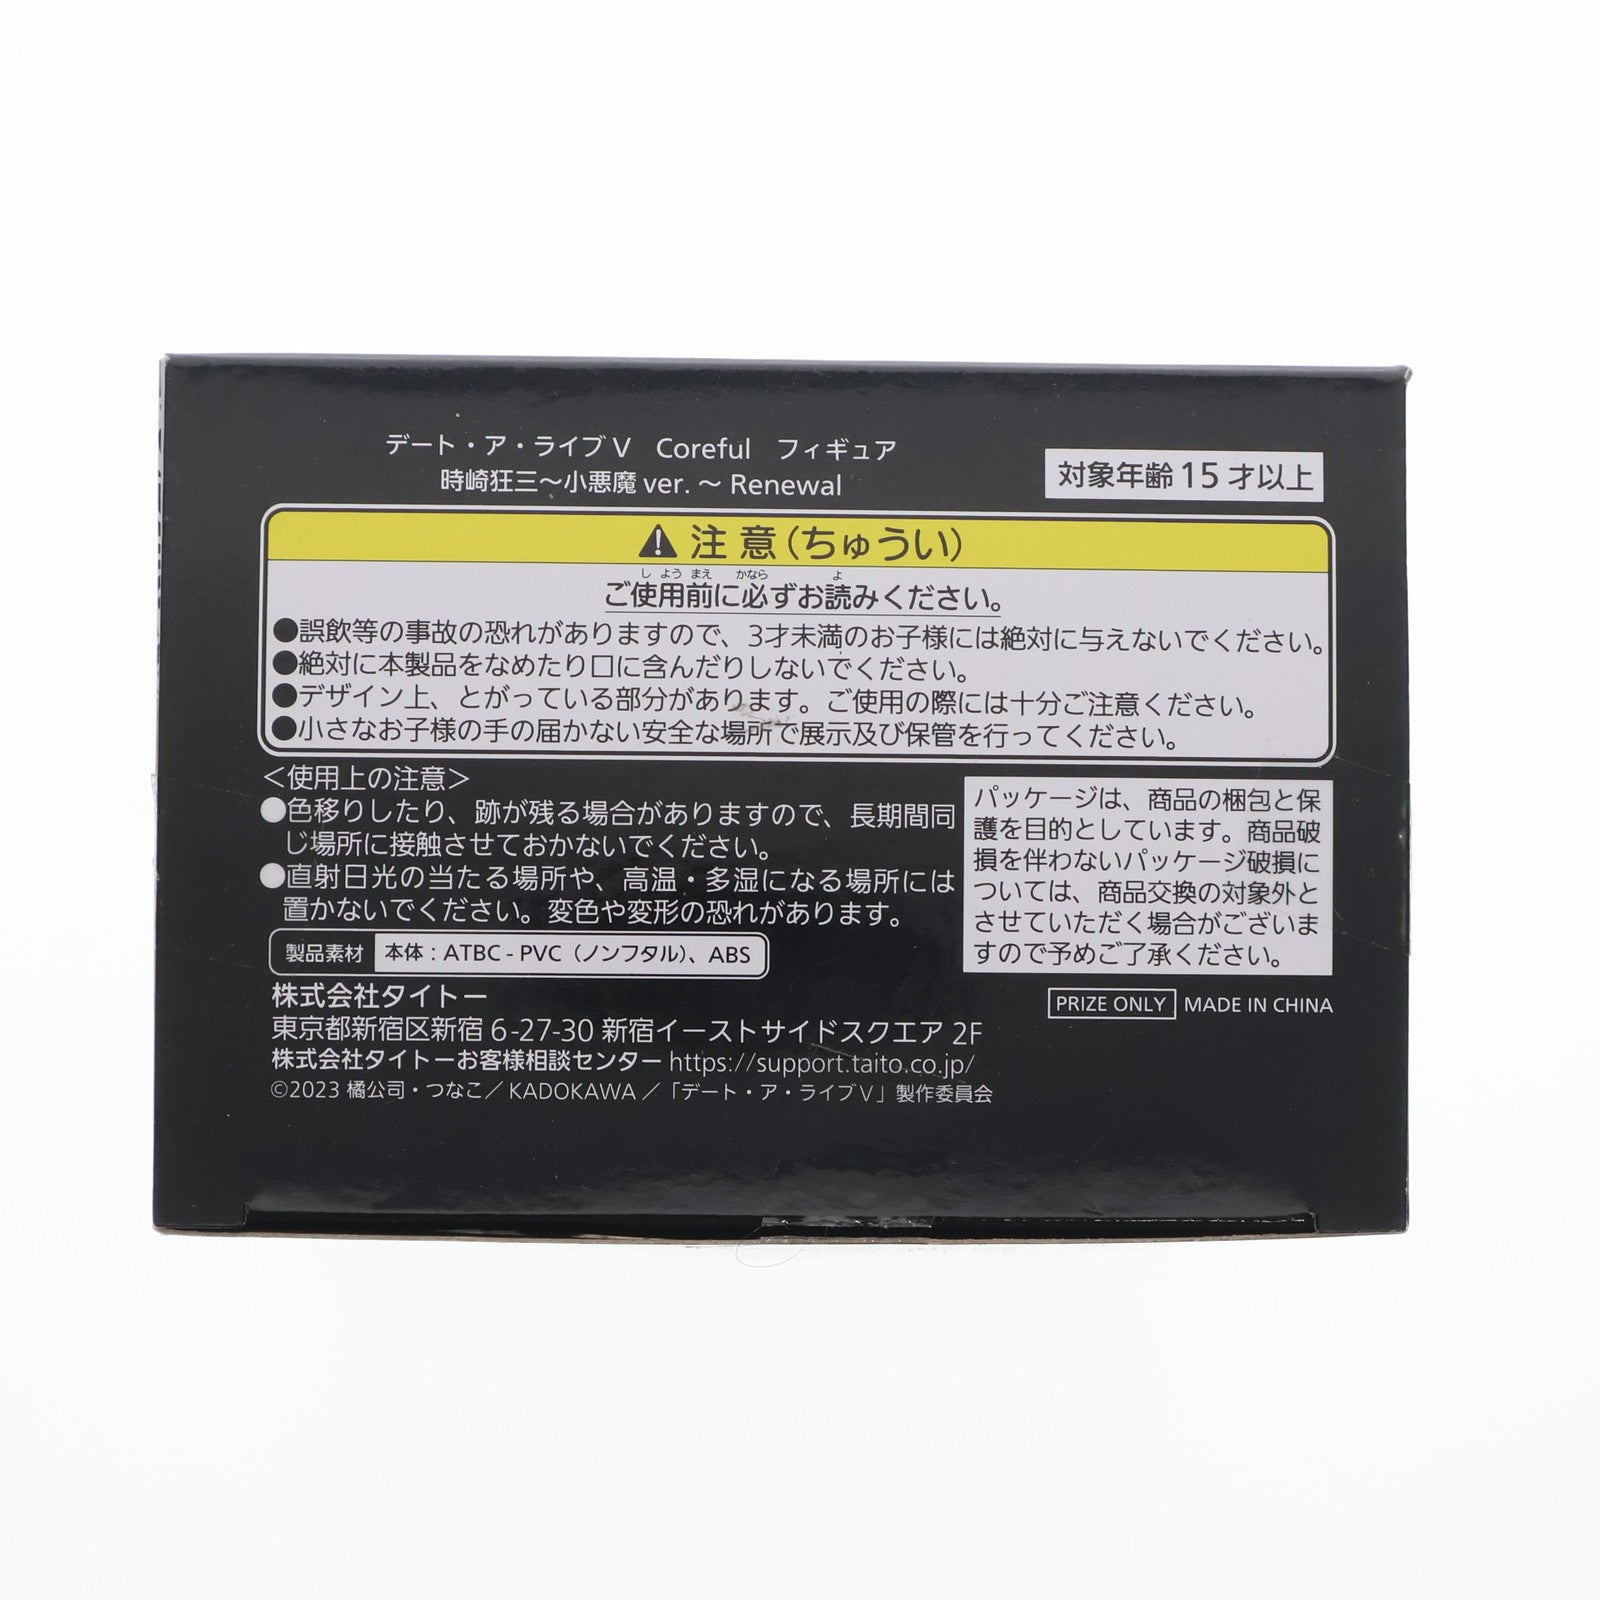 デート・ア・ライブⅤ Coreful フィギュア
時崎狂三～小悪魔 ver. ～ Renewal
対象年齢 15 才以上
注 意（ちゅうい）
ご使用前に必ずお読みください。
しようまえ かなら よ
●誤飲等の事故の恐れがありますので、3才未満のお子様には絶対に与えないでください。
●絶対に本製品をなめたり口に含んだりしないでください。
●デザイン上、とがっている部分があります。ご使用の際には十分ご注意ください。
●小さなお子様の手の届かない安全な場所で展示及び保管を行ってください。
＜使用上の注意＞
●色移りしたり、跡が残る場合がありますので、長期間同
じ場所に接触させておかないでください。
●直射日光の当たる場所や、高温・多湿になる場所には
置かないでください。変色や変形の恐れがあります。
パッケージは、商品の梱包と保
護を目的としています。商品破
損を伴わないパッケージ破損に
ついては、商品交換の対象外と
させていただく場合がございま
すので予めご了承ください。
製品素材 本体：ATBC-PVC（ノンフタル）、ABS
PRIZE ONLY MADE IN CHINA
株式会社タイトー
東京都新宿区新宿 6-27-30 新宿イーストサイドスクエア 2F
株式会社タイトーお客様相談センター https://support.taito.co.jp/
©2023 橘公司・つなこ／KADOKAWA／「デート・ア・ライブⅤ」製作委員会